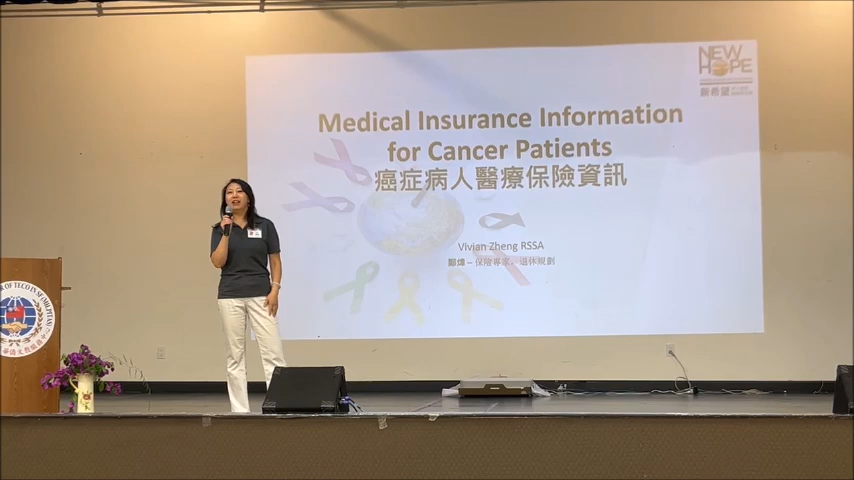 NEW
HOPE
新希望
Medical Insurance Information
for Cancer Patients
癌症病人醫療保險資訊
Vivian Zheng RSSA
鄭煒 – 保險專家、退休規劃